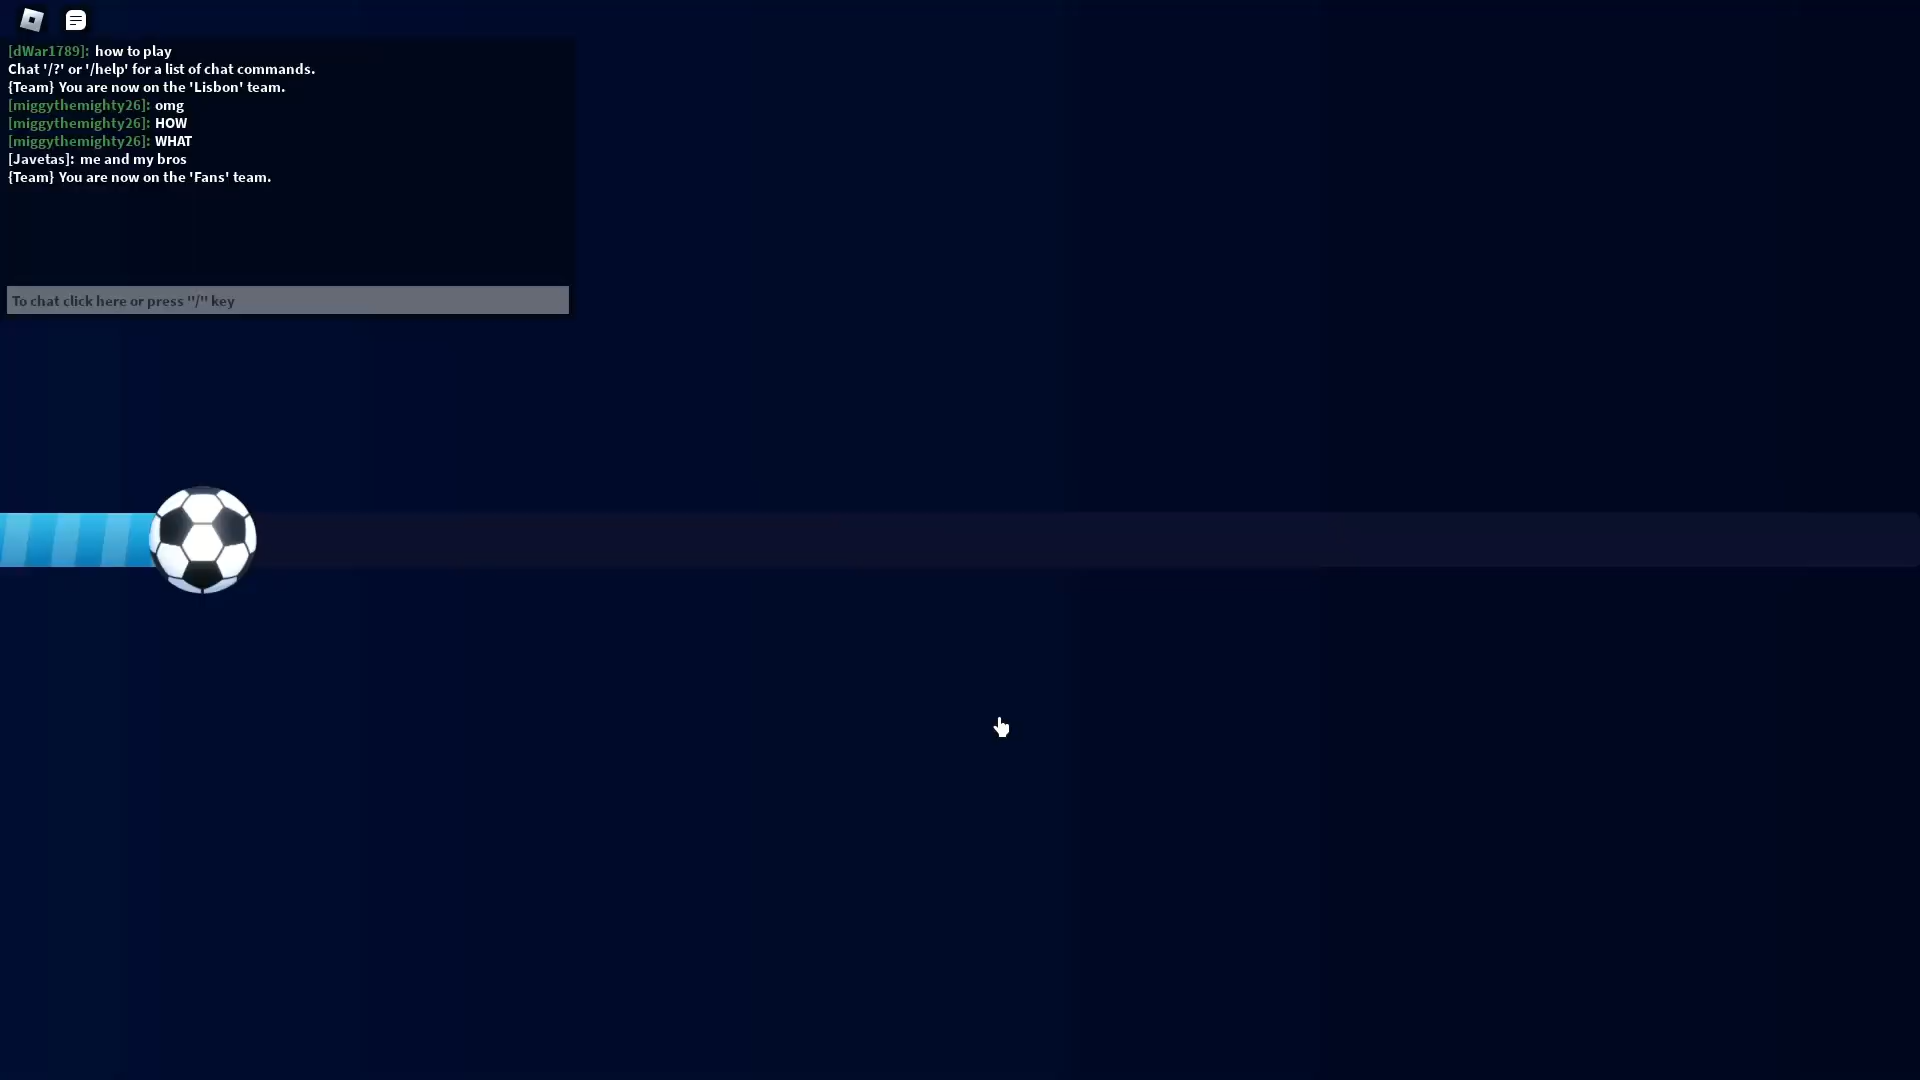 [dWar1789]: how to play
Chat '/?' or '/help' for a list of chat commands.
{Team} You are now on the 'Lisbon' team.
[miggythemighty26]: omg
[miggythemighty26]: HOW
[miggythemighty26]: WHAT
[Javetas]: me and my bros
{Team} You are now on the 'Fans' team.
To chat click here or press "/" key